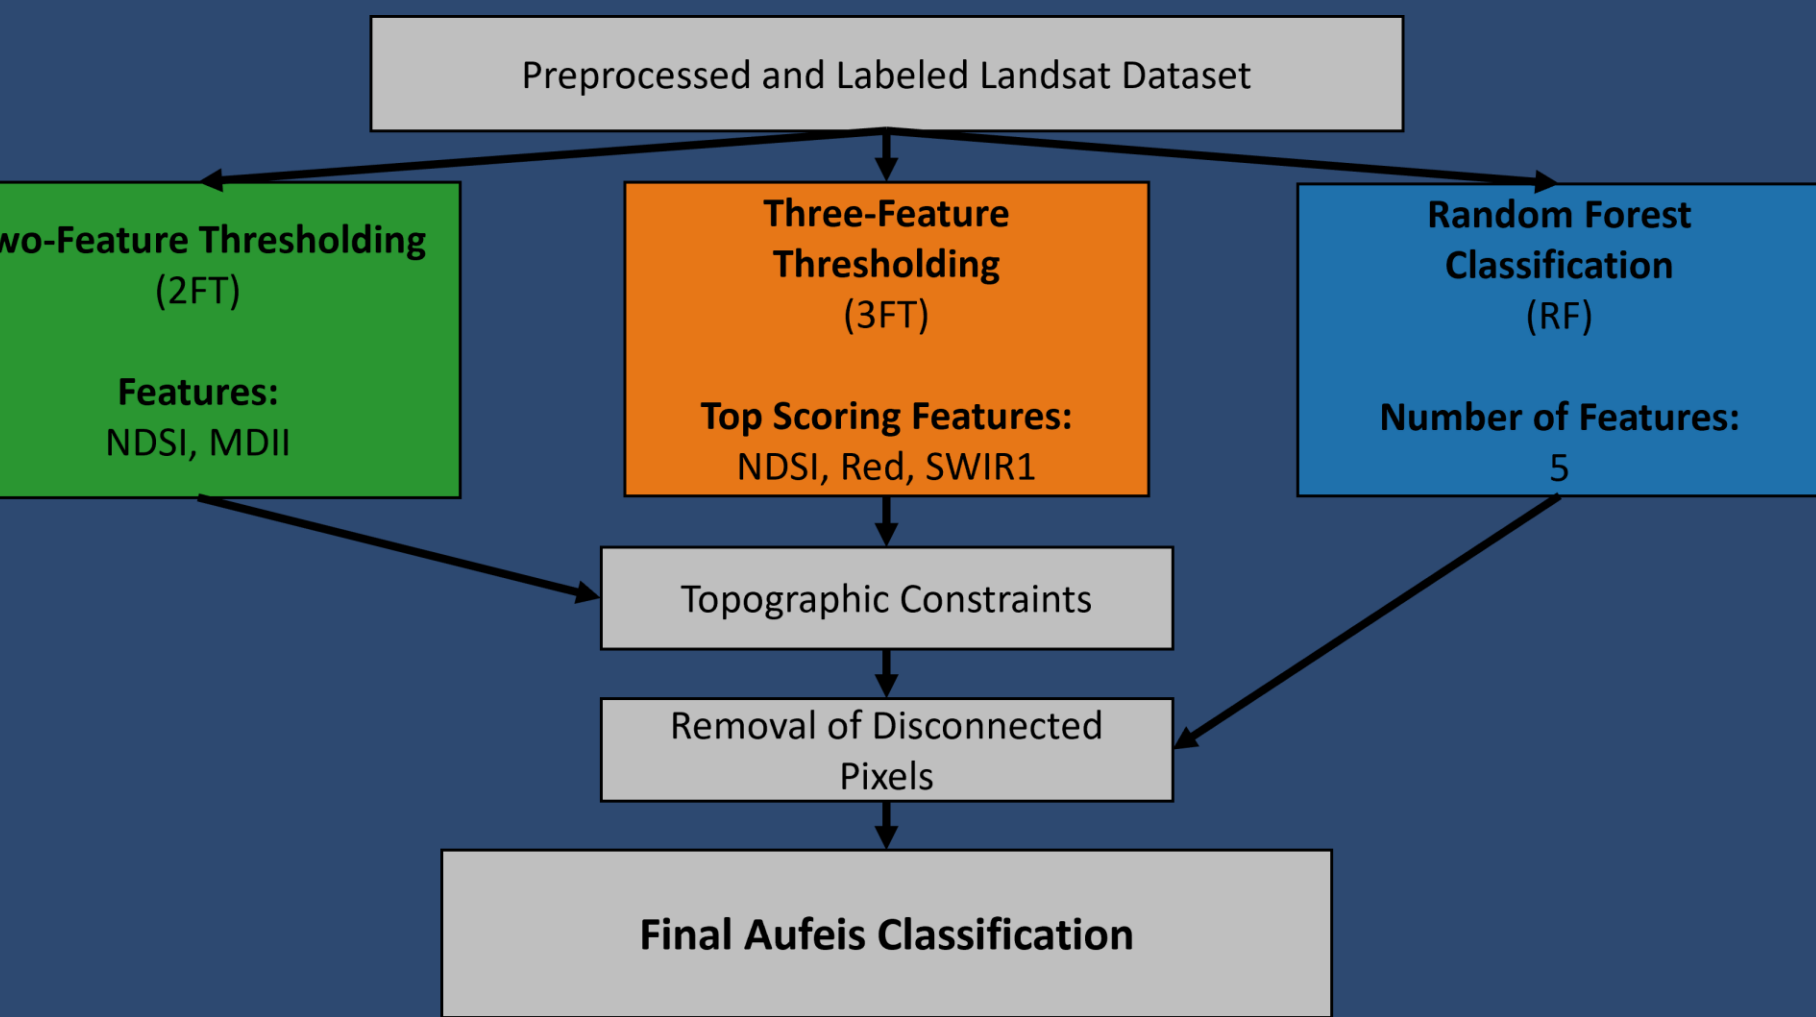 Preprocessed and Labeled Landsat Dataset
wo-Feature Thresholding
(2FT)
Features:
NDSI, MDII
Three-Feature
Thresholding
(3FT)
Top Scoring Features:
NDSI, Red, SWIR1
Random Forest
Classification
(RF)
Number of Features:
5
Topographic Constraints
Removal of Disconnected
Pixels
Final Aufeis Classification